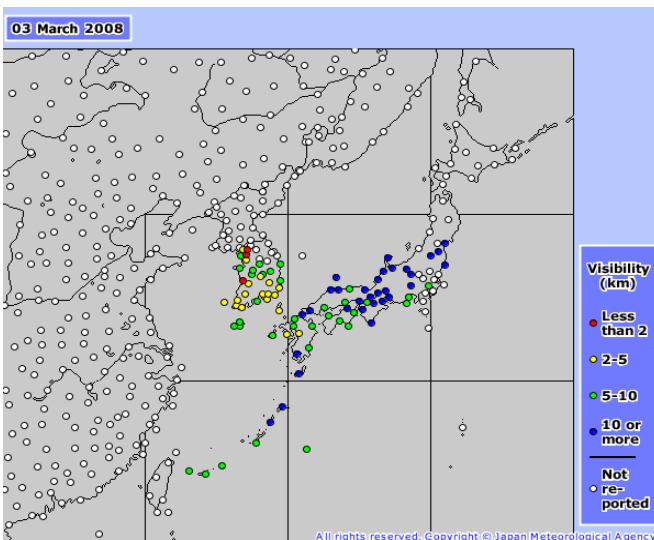 03 March 2008
Visibility
(km)
Less
than 2
2-5
5-10
10 or
more
Not
re-
ported
All rights reserved. Copyright © Japan Meteorological Agency